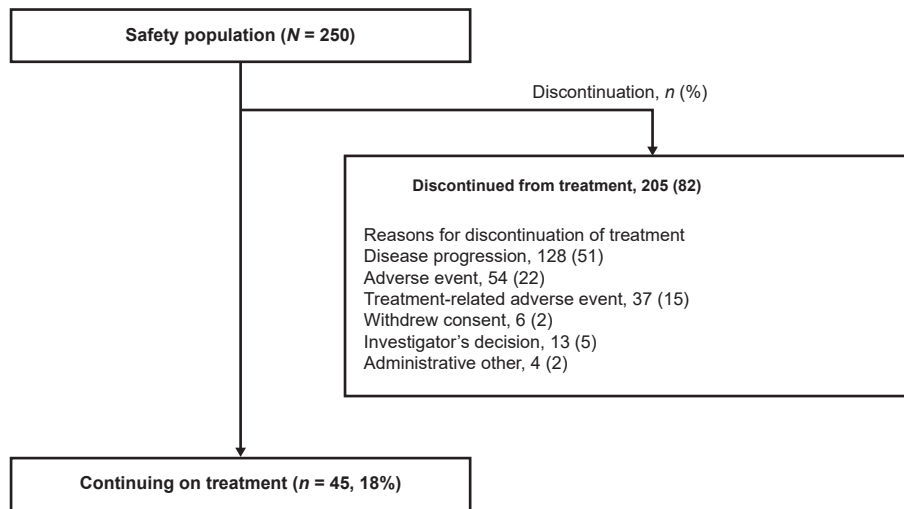 Safety population (N = 250)
Discontinuation, n (%)
Discontinued from treatment, 205 (82)
Reasons for discontinuation of treatment
Disease progression, 128 (51)
Adverse event, 54 (22)
Treatment-related adverse event, 37 (15)
Withdrew consent, 6 (2)
Investigator’s decision, 13 (5)
Administrative other, 4 (2)
Continuing on treatment (n = 45, 18%)